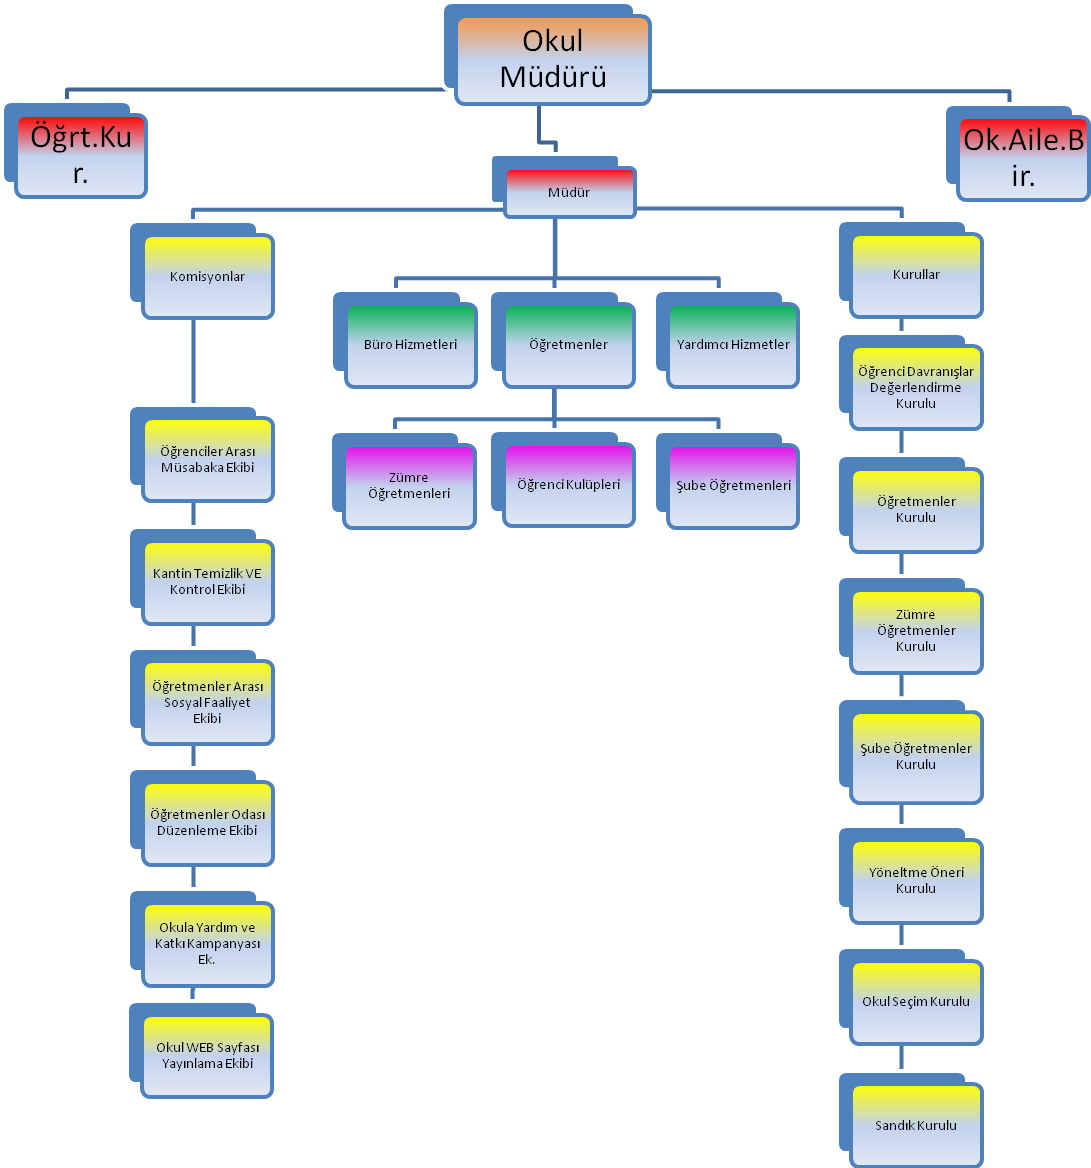 Okul
Müdürü
Öğrt.Ku
r.
Ok.Aile.B
ir.
Müdür
Komisyonlar
Kurullar
Büro Hizmetleri
Öğretmenler
Yardımcı Hizmetler
Öğrenci Davranışlar
Değerlendirme
Kurulu
Öğrenciler Arası
Müsabaka Ekibi
Zümre
Öğretmenleri
Öğrenci Kulüpleri
Şube Öğretmenleri
Öğretmenler
Kurulu
Kantin Temizlik VE
Kontrol Ekibi
Zümre
Öğretmenler
Kurulu
Öğretmenler Arası
Sosyal Faaliyet
Ekibi
Şube Öğretmenler
Kurulu
Öğretmenler Odası
Düzenleme Ekibi
Yöneltme Öneri
Kurulu
Okula Yardım ve
Katkı Kampanyası
Ek.
Okul Seçim Kurulu
Okul WEB Sayfası
Yayınlama Ekibi
Sandık Kurulu